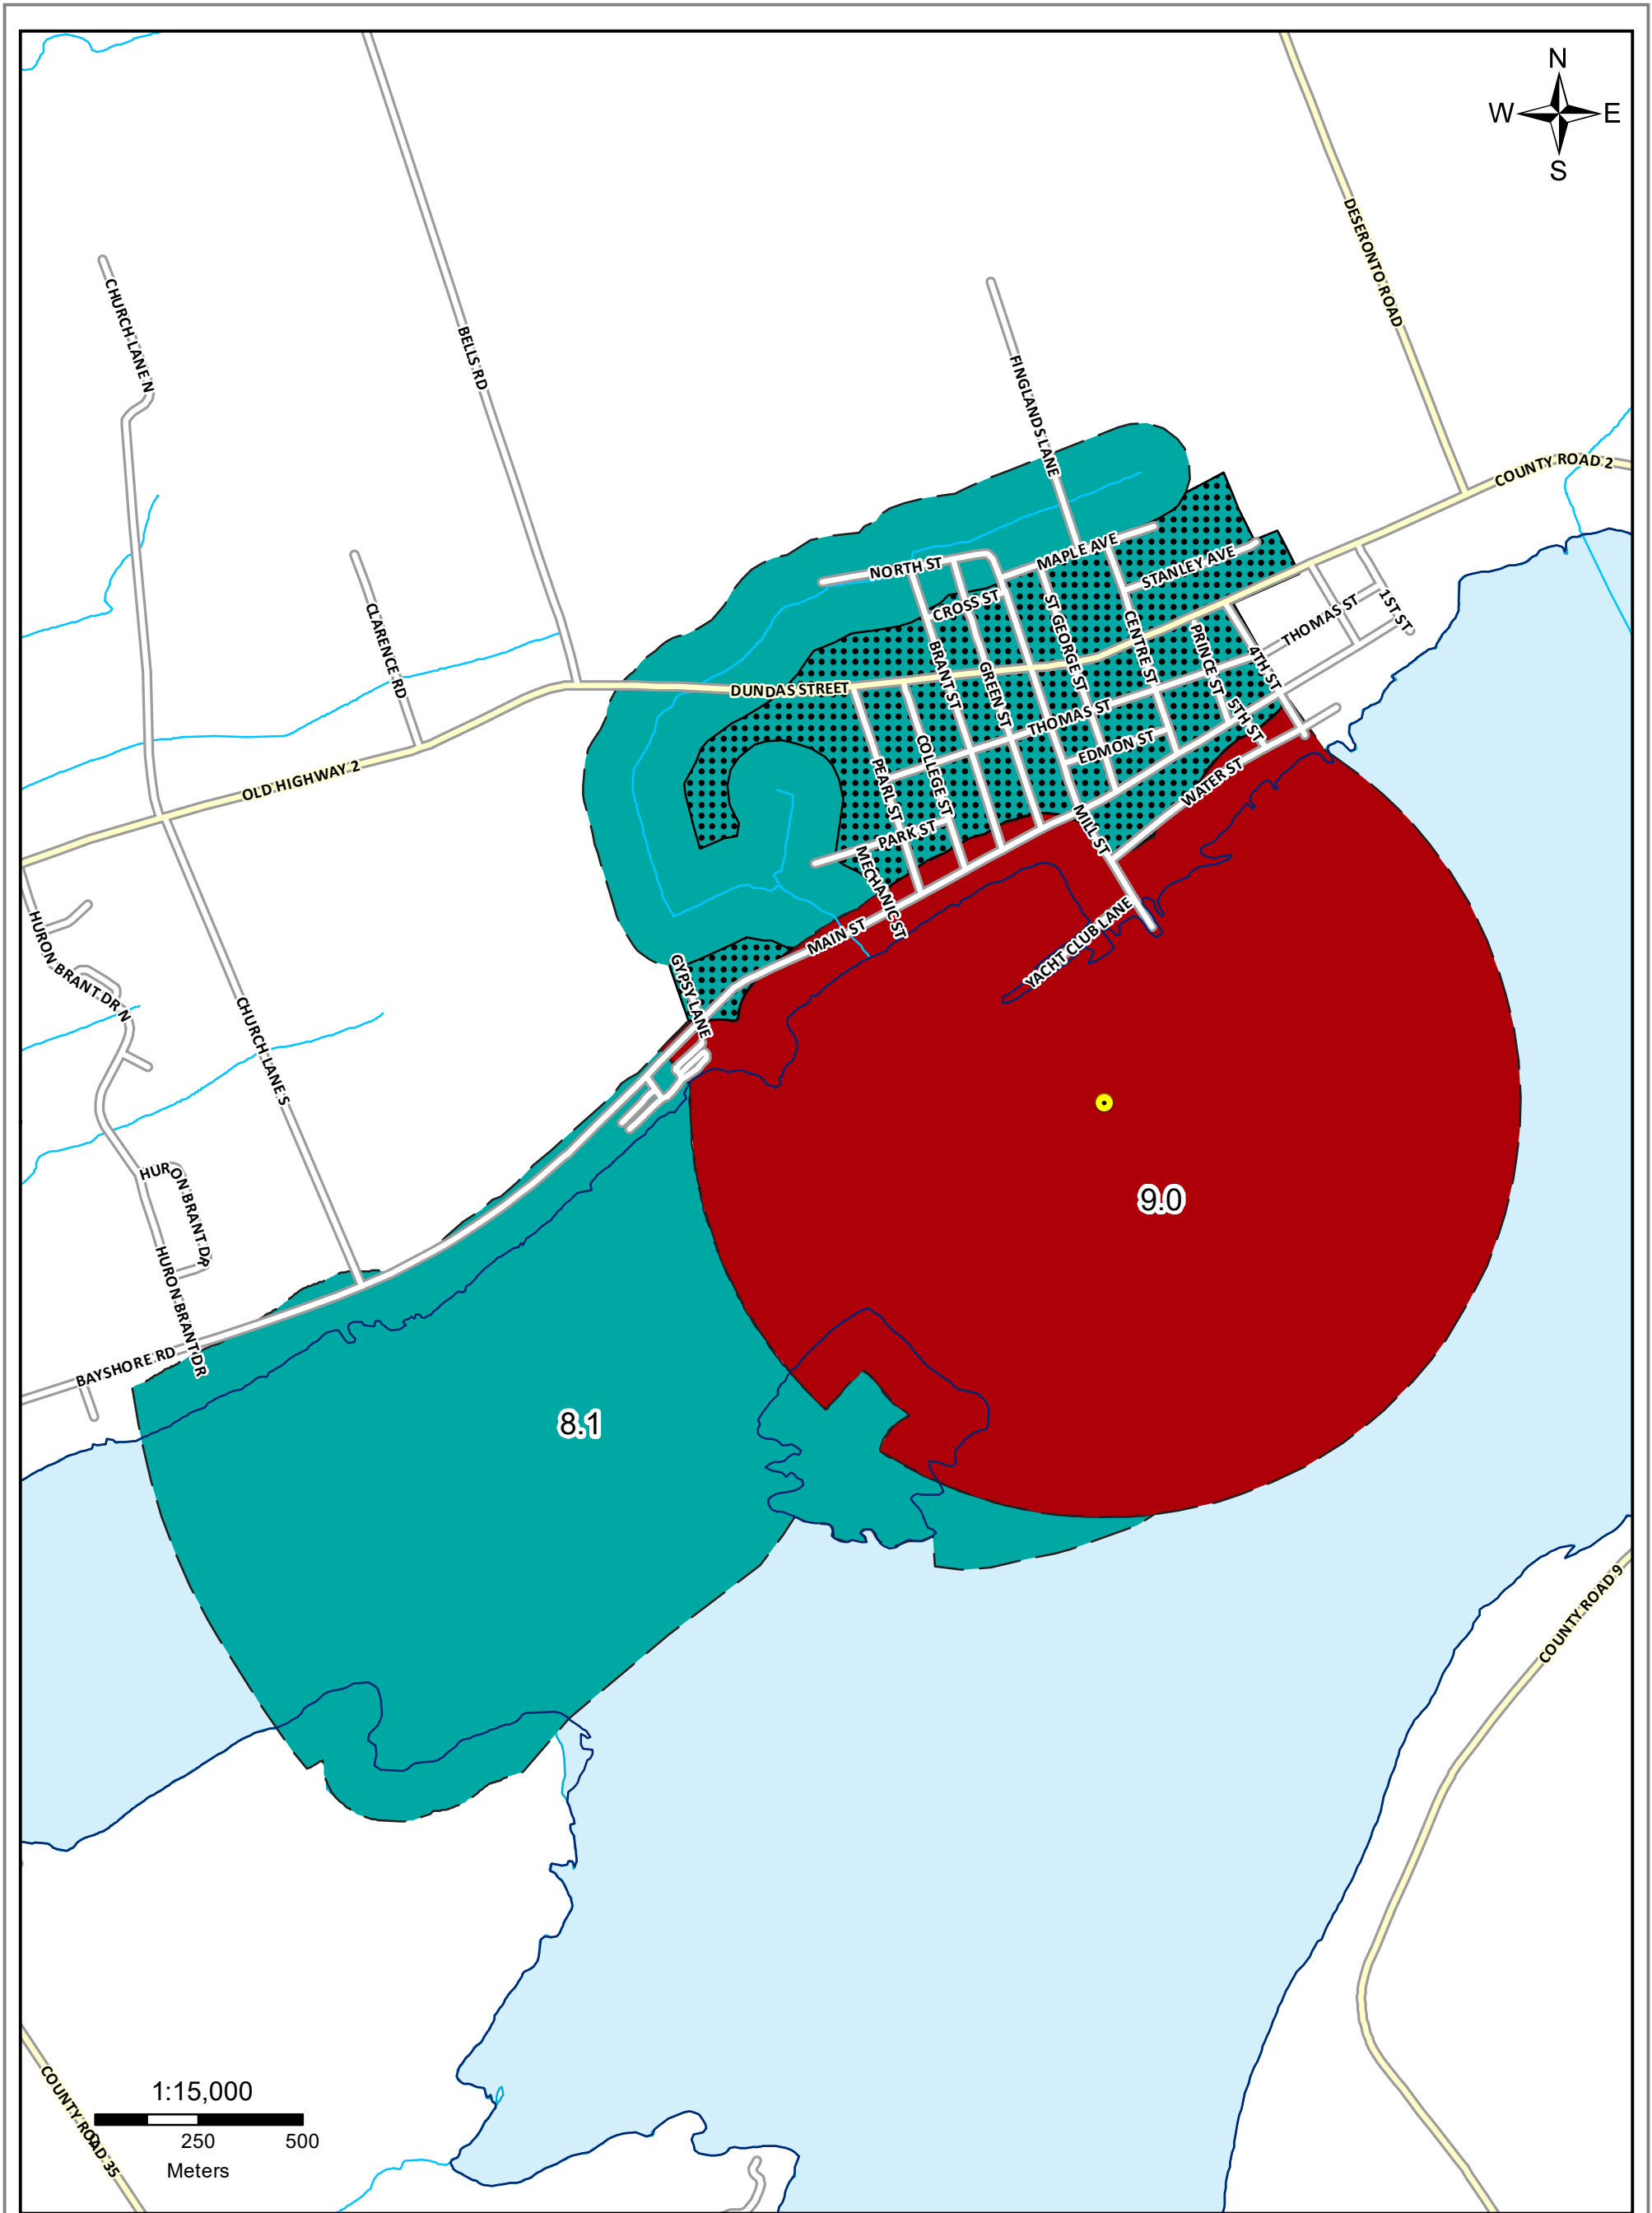 N
W E
S
DESERONTO ROAD
CHURCH LANE N
BELLS RD
FINGLANDS LANE
COUNTY ROAD 2
NORTH ST
MAPLE AVE
STANLEY AVE
CROSS ST
CLARENCE RD
ST GEORGE ST
CENTRE ST
PRINCE ST
THOMAS ST
1ST ST
4TH ST
BRANT ST
GREEN ST
DUNDAS STREET
THOMAS ST
5TH ST
EDMON ST
COLLEGE ST
PEARL ST
WATER ST
OLD HIGHWAY 2
PARK ST
MILL ST
MECHANIC ST
MAIN ST
YACHT CLUB LANE
GYPSY LANE
HURON BRANT DR N
CHURCH LANE S
9.0
HURON BRANT DR
HURON BRANT DR
BAYSHORE RD
8.1
COUNTY ROAD 9
COUNTY ROAD 35
1:15,000
0 250 500
Meters